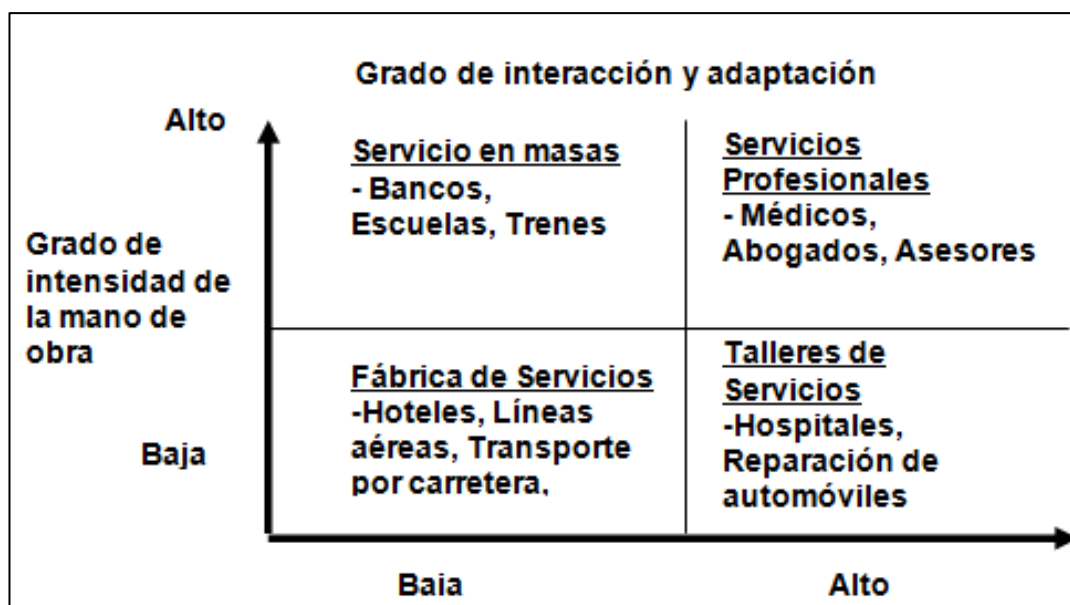 Grado de interacción y adaptación
Alto
Servicio en masas
- Bancos,
Escuelas, Trenes
Servicios
Profesionales
- Médicos,
Abogados, Asesores
Grado de
intensidad de
la mano de
obra
Fábrica de Servicios
-Hoteles, Líneas
aéreas, Transporte
por carretera,
Talleres de
Servicios
-Hospitales,
Reparación de
automóviles
Baja
Baia
Alto